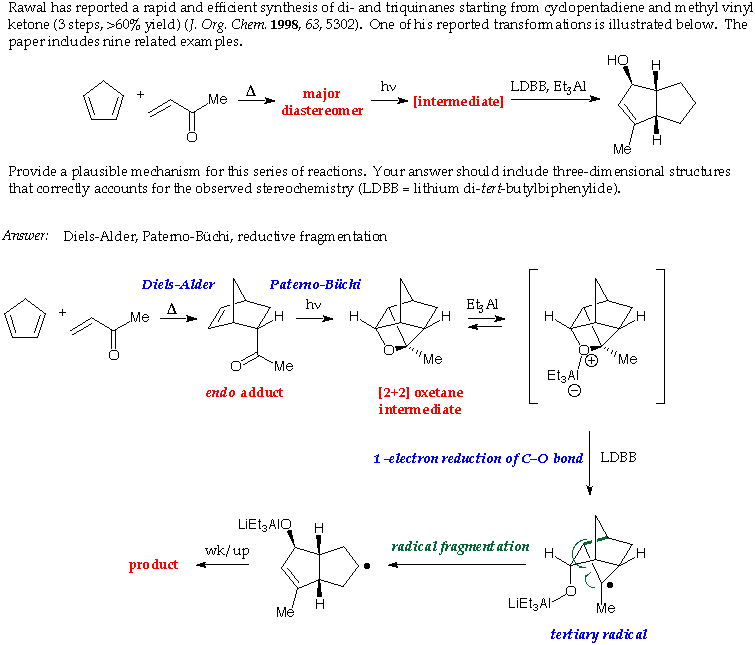 Rawal has reported a rapid and efficient synthesis of di- and triquinanes starting from cyclopentadiene and methyl vinyl
ketone (3 steps, >60% yield) (J. Org. Chem. 1998, 63, 5302). One of his reported transformations is illustrated below. The
paper includes nine related examples.
+ Me O Δ major diastereomer hν [intermediate] LDBB, Et3Al HO H H Me
Provide a plausible mechanism for this series of reactions. Your answer should include three-dimensional structures
that correctly accounts for the observed stereochemistry (LDBB = lithium di-tert-butylbiphenylide).
Answer: Diels-Alder, Paterno-Büchi, reductive fragmentation
Diels-Alder Paterno-Büchi
+ Me O Δ H O Me hν H H O Me Et3Al H H O Me Et3Al ⊕ ⊖
endo adduct
[2+2] oxetane
intermediate
1-electron reduction of C–O bond LDBB
LiEt3AlO H H Me •
radical fragmentation
wk/up
product
H H O LiEt3Al Me •
tertiary radical